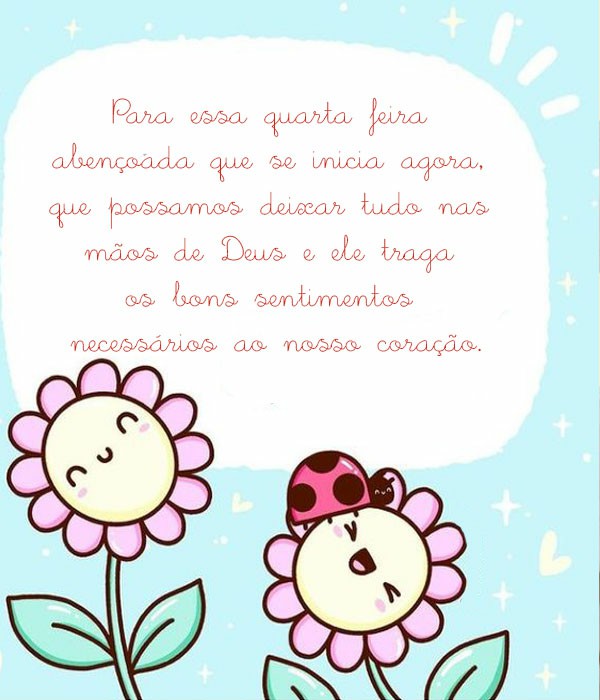 Para essa quarta feira
abençoada que se inicia agora,
que possamos deixar tudo nas
mãos de Deus e ele traga
os bons sentimentos
necessários ao nosso coração.